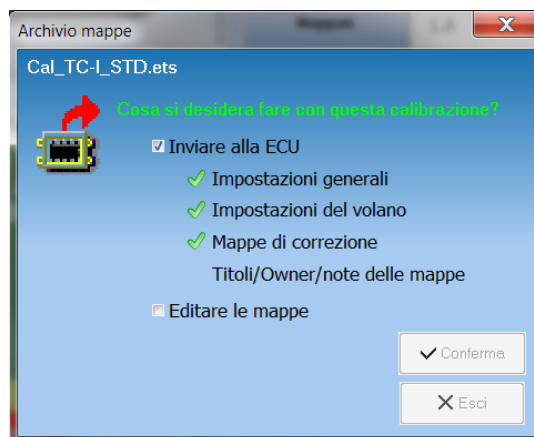 Archivio mappe
Cal_TC-I_STD.ets
Cosa si desidera fare con questa calibrazione?
Inviare alla ECU
Impostazioni generali
Impostazioni del volano
Mappe di correzione
Titoli/Owner/note delle mappe
Editare le mappe
Conferma
Esci